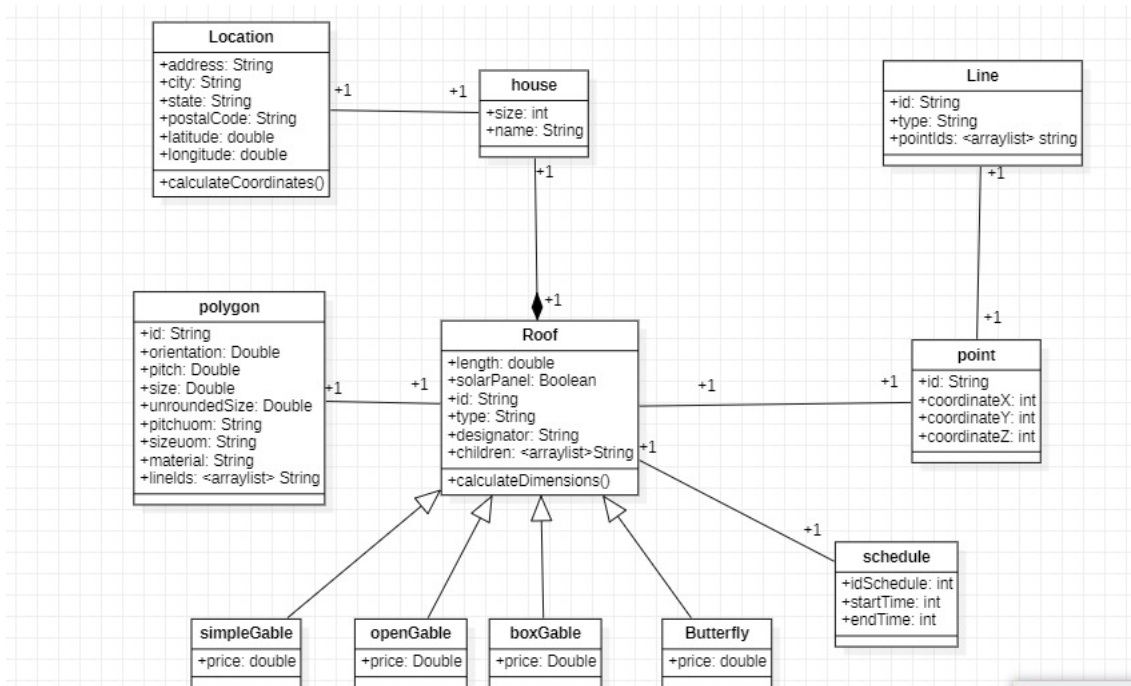 Location
+address: String
+city: String
+state: String
+postalCode: String
+latitude: double
+longitude: double
+calculateCoordinates()
+1
+1
house
+size: int
+name: String
+1
Line
+id: String
+type: String
+pointIds: <arraylist> string
+1
polygon
+id: String
+orientation: Double
+pitch: Double
+size: Double
+unroundedSize: Double
+pitchuom: String
+sizeuom: String
+material: String
+lineIds: <arraylist> String
+1
+1
+1
Roof
+length: double
+solarPanel: Boolean
+id: String
+type: String
+designator: String
+children: <arraylist>String
+calculateDimensions()
+1
+1
+1
+1
point
+id: String
+coordinateX: int
+coordinateY: int
+coordinateZ: int
+1
schedule
+idSchedule: int
+startTime: int
+endTime: int
simpleGable
+price: double
openGable
+price: Double
boxGable
+price: Double
Butterfly
+price: double